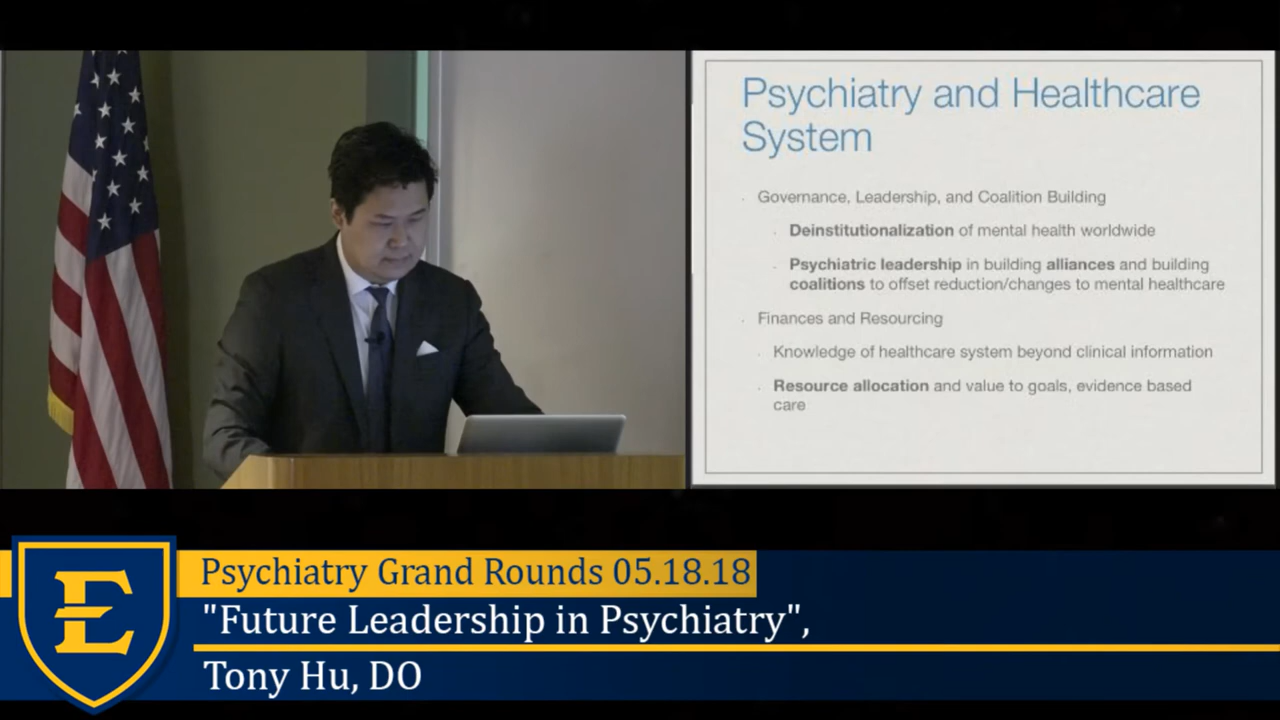 Psychiatry and Healthcare
System
Governance, Leadership, and Coalition Building
Deinstitutionalization of mental health worldwide
Psychiatric leadership in building alliances and building
coalitions to offset reduction/changes to mental healthcare
Finances and Resourcing
Knowledge of healthcare system beyond clinical information
Resource allocation and value to goals, evidence based
care
E
Psychiatry Grand Rounds 05.18.18
"Future Leadership in Psychiatry",
Tony Hu, DO